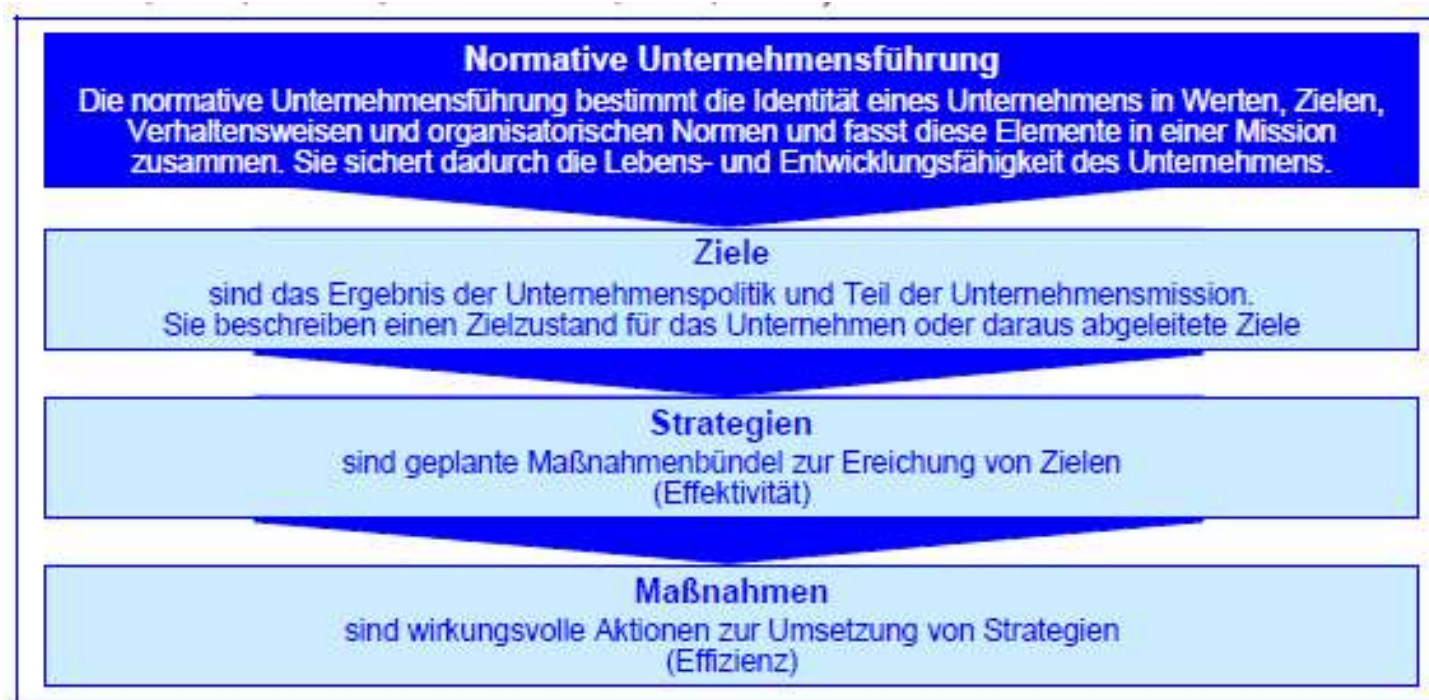 Normative Unternehmensführung
Die normative Unternehmensführung bestimmt die Identität eines Unternehmens in Werten, Zielen,
Verhaltensweisen und organisatorischen Normen und fasst diese Elemente in einer Mission
zusammen. Sie sichert dadurch die Lebens- und Entwicklungsfähigkeit des Unternehmens.
Ziele
sind das Ergebnis der Unternehmenspolitik und Teil der Unternehmensmission.
Sie beschreiben einen Zielzustand für das Unternehmen oder daraus abgeleitete Ziele
Strategien
sind geplante Maßnahmenbündel zur Ereichung von Zielen
(Effektivität)
Maßnahmen
sind wirkungsvolle Aktionen zur Umsetzung von Strategien
(Effizienz)